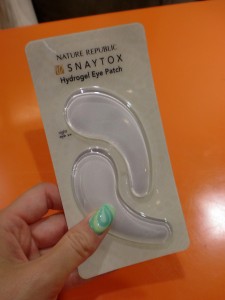 NATURE REPUBLIC
SNAYTOX
Hydrogel Eye Patch